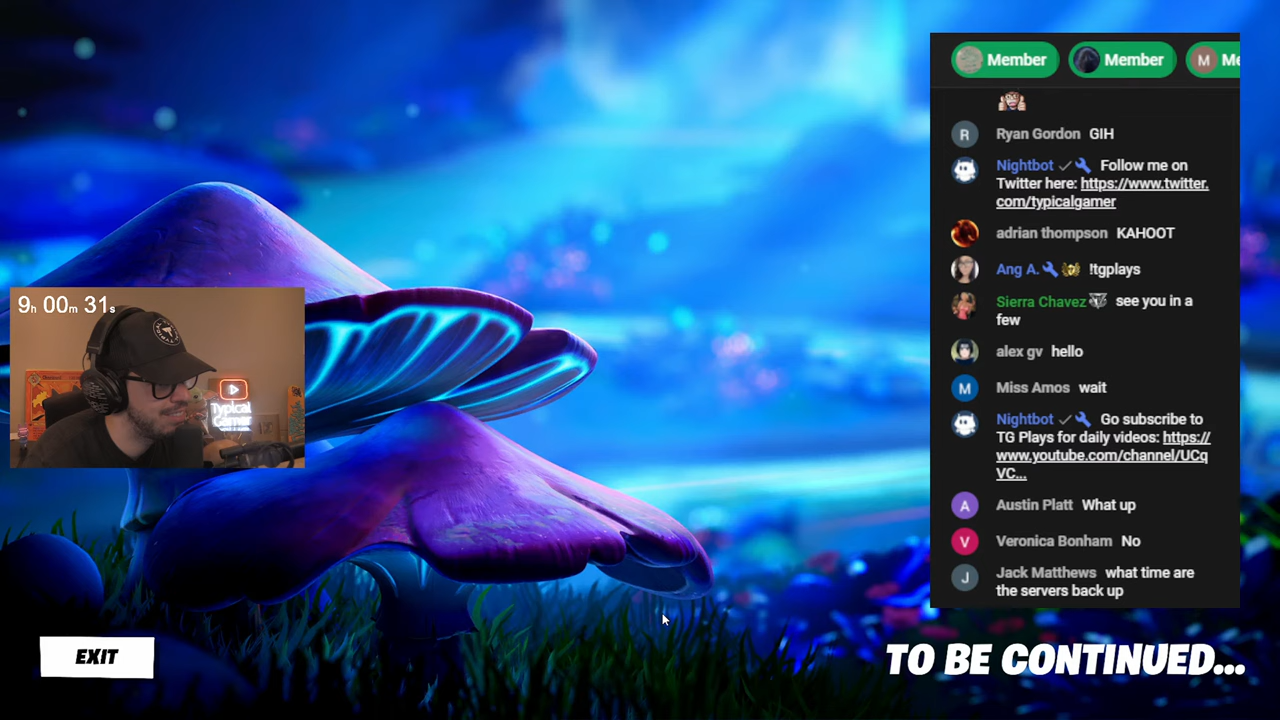 Member
Member
M
Me
Ryan Gordon GIH
Nightbot Follow me on
Twitter here: https://www.twitter.
com/typicalgamer
adrian thompson KAHOOT
Ang A. !tgplays
Sierra Chavez see you in a
few
alex gv hello
Miss Amos wait
Nightbot Go subscribe to
TG Plays for daily videos: https://
www.youtube.com/channel/UCq
VC...
Austin Platt What up
Veronica Bonham No
Jack Matthews what time are
the servers back up
R
M
A
V
J
9h 00m 31s
Typical
Gamer
EXIT
TO BE CONTINUED...